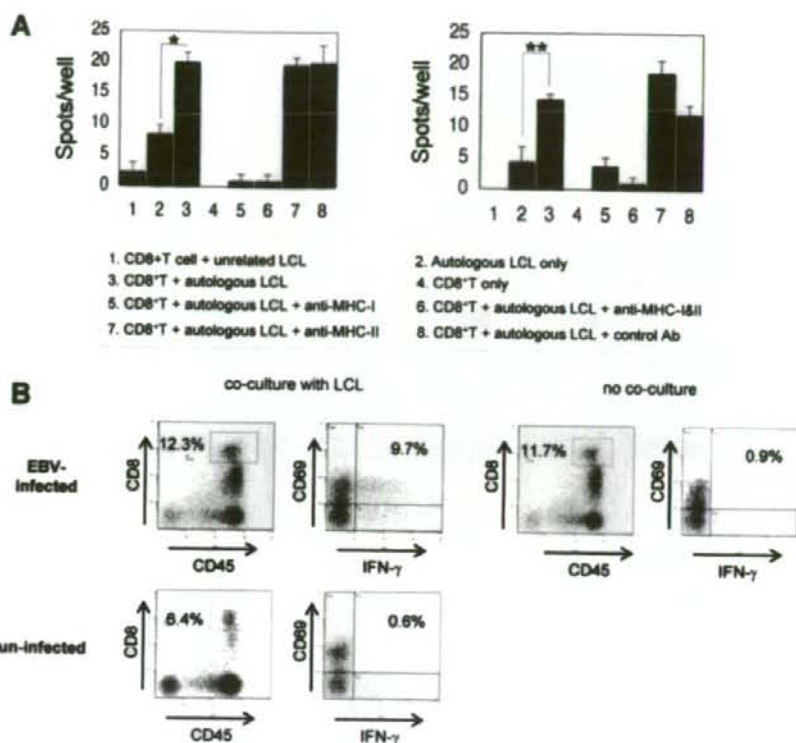 A
Spots/well
25
20
15
10
5
0
*
1 2 3 4 5 6 7 8
Spots/well
25
20
15
10
5
0
**
1 2 3 4 5 6 7 8
1. CD8+T cell + unrelated LCL
2. Autologous LCL only
3. CD8⁺T + autologous LCL
4. CD8⁺T only
5. CD8⁺T + autologous LCL + anti-MHC-I
6. CD8⁺T + autologous LCL + anti-MHC-I&II
7. CD8⁺T + autologous LCL + anti-MHC-II
8. CD8⁺T + autologous LCL + control Ab
B
co-culture with LCL
no co-culture
EBV-
infected
CD8
12.3%
CD45
CD69
9.7%
IFN-γ
CD8
11.7%
CD45
CD69
0.9%
IFN-γ
un-infected
CD8
6.4%
CD45
CD69
0.6%
IFN-γ